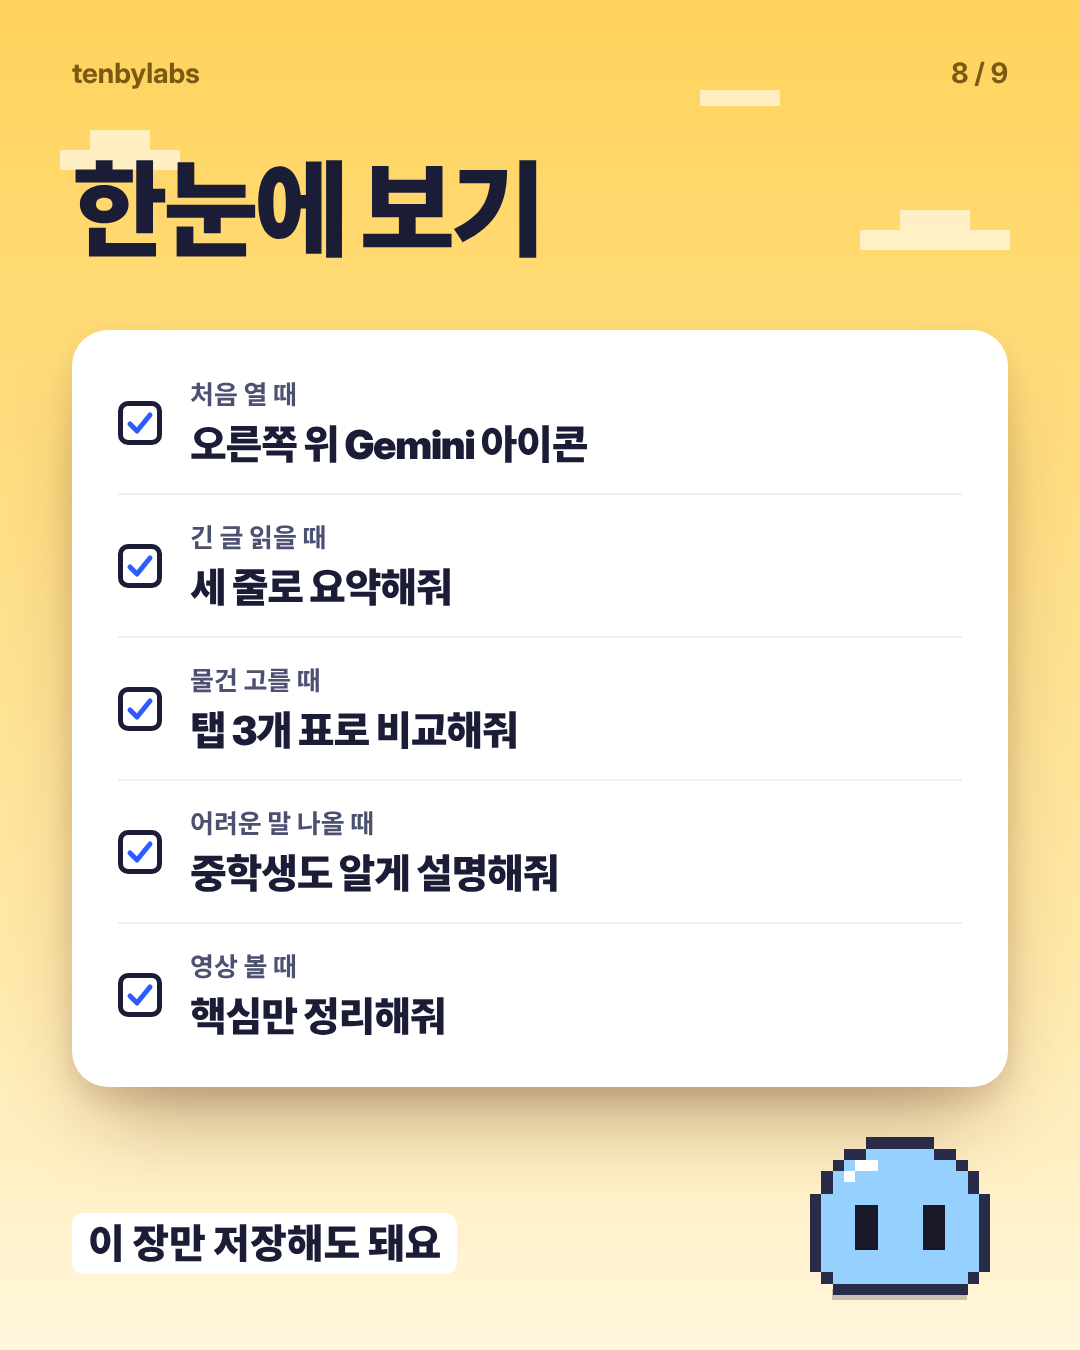 tenbylabs
8 / 9
한눈에 보기
처음 열 때
오른쪽 위 Gemini 아이콘
긴 글 읽을 때
세 줄로 요약해줘
물건 고를 때
탭 3개 표로 비교해줘
어려운 말 나올 때
중학생도 알게 설명해줘
영상 볼 때
핵심만 정리해줘
이 장만 저장해도 돼요